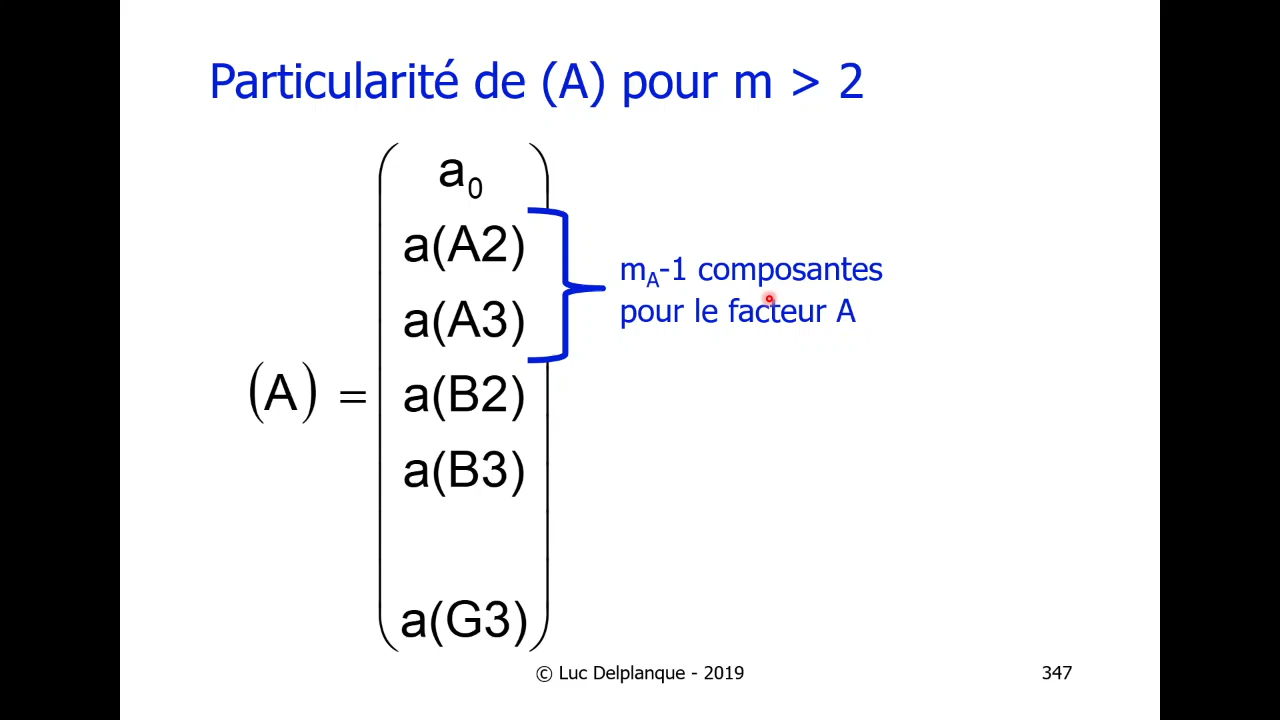 Particularité de (A) pour m > 2
a₀
a(A2)
m_A-1 composantes
a(A3)
pour le facteur A
(A) =
a(B2)
a(B3)
a(G3)
© Luc Delplanque - 2019
347